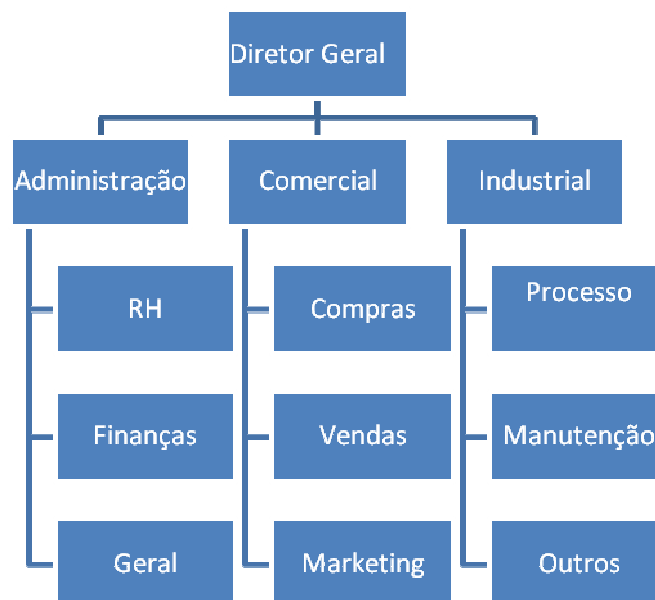 Diretor Geral
Administração
Comercial
Industrial
RH
Compras
Processo
Finanças
Vendas
Manutenção
Geral
Marketing
Outros